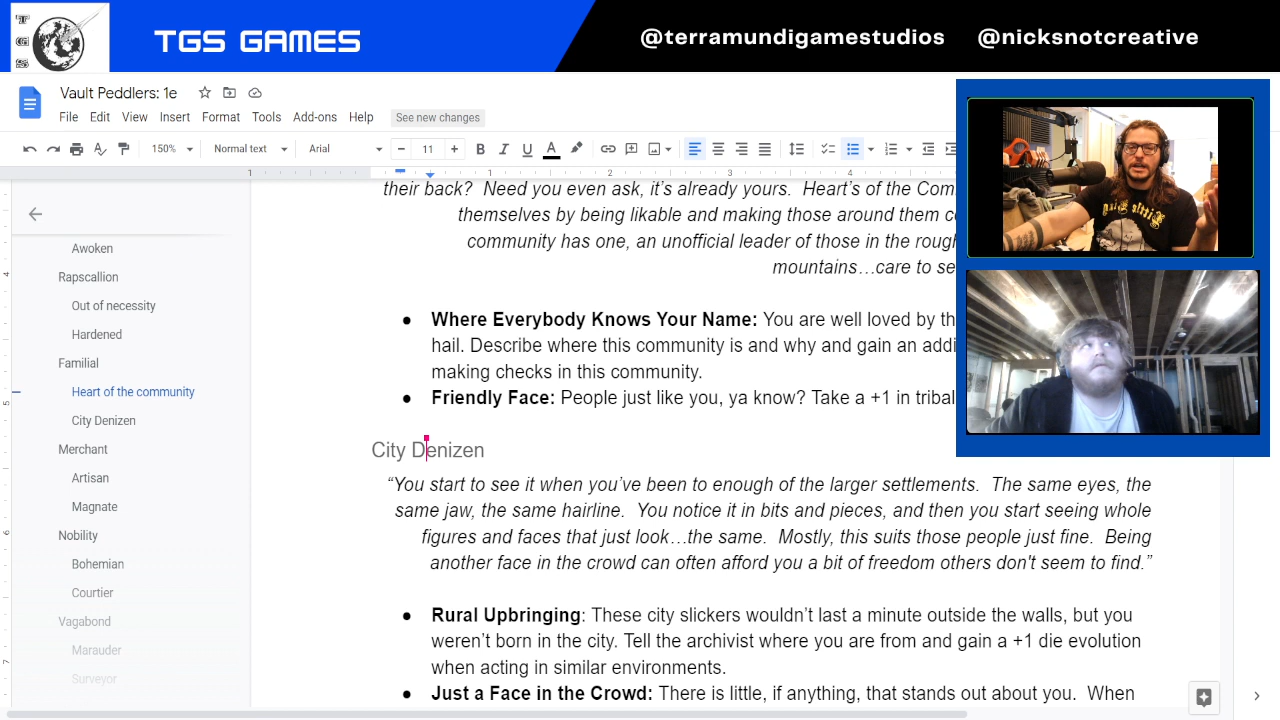 T
G
S
TGS GAMES
@terramundigamestudios @nicksnotcreative
Vault Peddlers: 1e
File Edit View Insert Format Tools Add-ons Help See new changes
150% Normal text Arial − 11 + B I U A
1 1 2 3 4
4
5
6
7
Awoken
Rapscallion
Out of necessity
Hardened
Familial
Heart of the community
City Denizen
Merchant
Artisan
Magnate
Nobility
Bohemian
Courtier
Vagabond
Marauder
Surveyor
their back? Need you even ask, it's already yours. Heart's of the Com
themselves by being likable and making those around them c
community has one, an unofficial leader of those in the roug
mountains…care to se
● Where Everybody Knows Your Name: You are well loved by th
hail. Describe where this community is and why and gain an addi
making checks in this community.
● Friendly Face: People just like you, ya know? Take a +1 in tribal
City Denizen
“You start to see it when you’ve been to enough of the larger settlements. The same eyes, the
same jaw, the same hairline. You notice it in bits and pieces, and then you start seeing whole
figures and faces that just look…the same. Mostly, this suits those people just fine. Being
another face in the crowd can often afford you a bit of freedom others don't seem to find.”
● Rural Upbringing: These city slickers wouldn’t last a minute outside the walls, but you
weren’t born in the city. Tell the archivist where you are from and gain a +1 die evolution
when acting in similar environments.
● Just a Face in the Crowd: There is little, if anything, that stands out about you. When